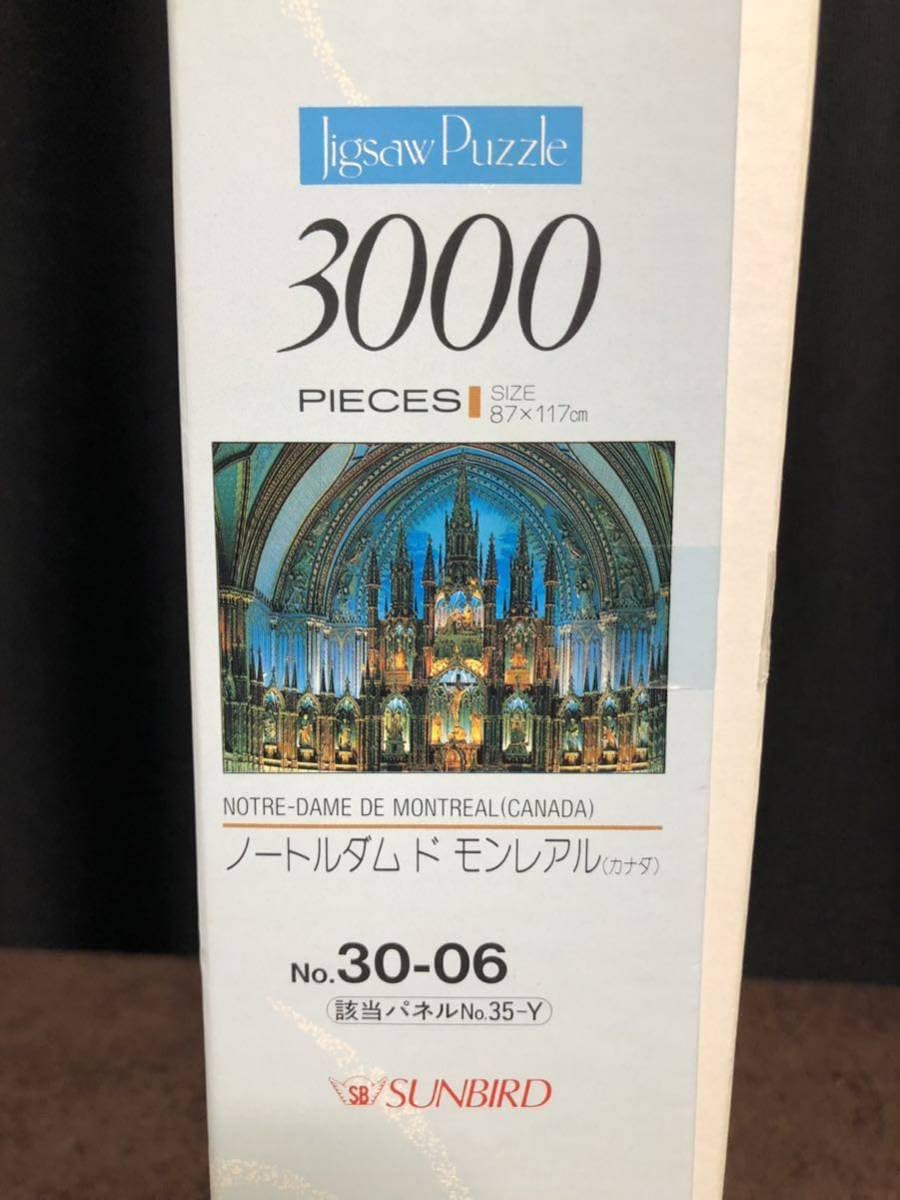 Jigsaw Puzzle
3000
PIECES
SIZE
87×117cm
NOTRE-DAME DE MONTREAL(CANADA)
ノートルダム ド モンレアル(カナダ)
No.30-06
該当パネルNo.35-Y
SB SUNBIRD